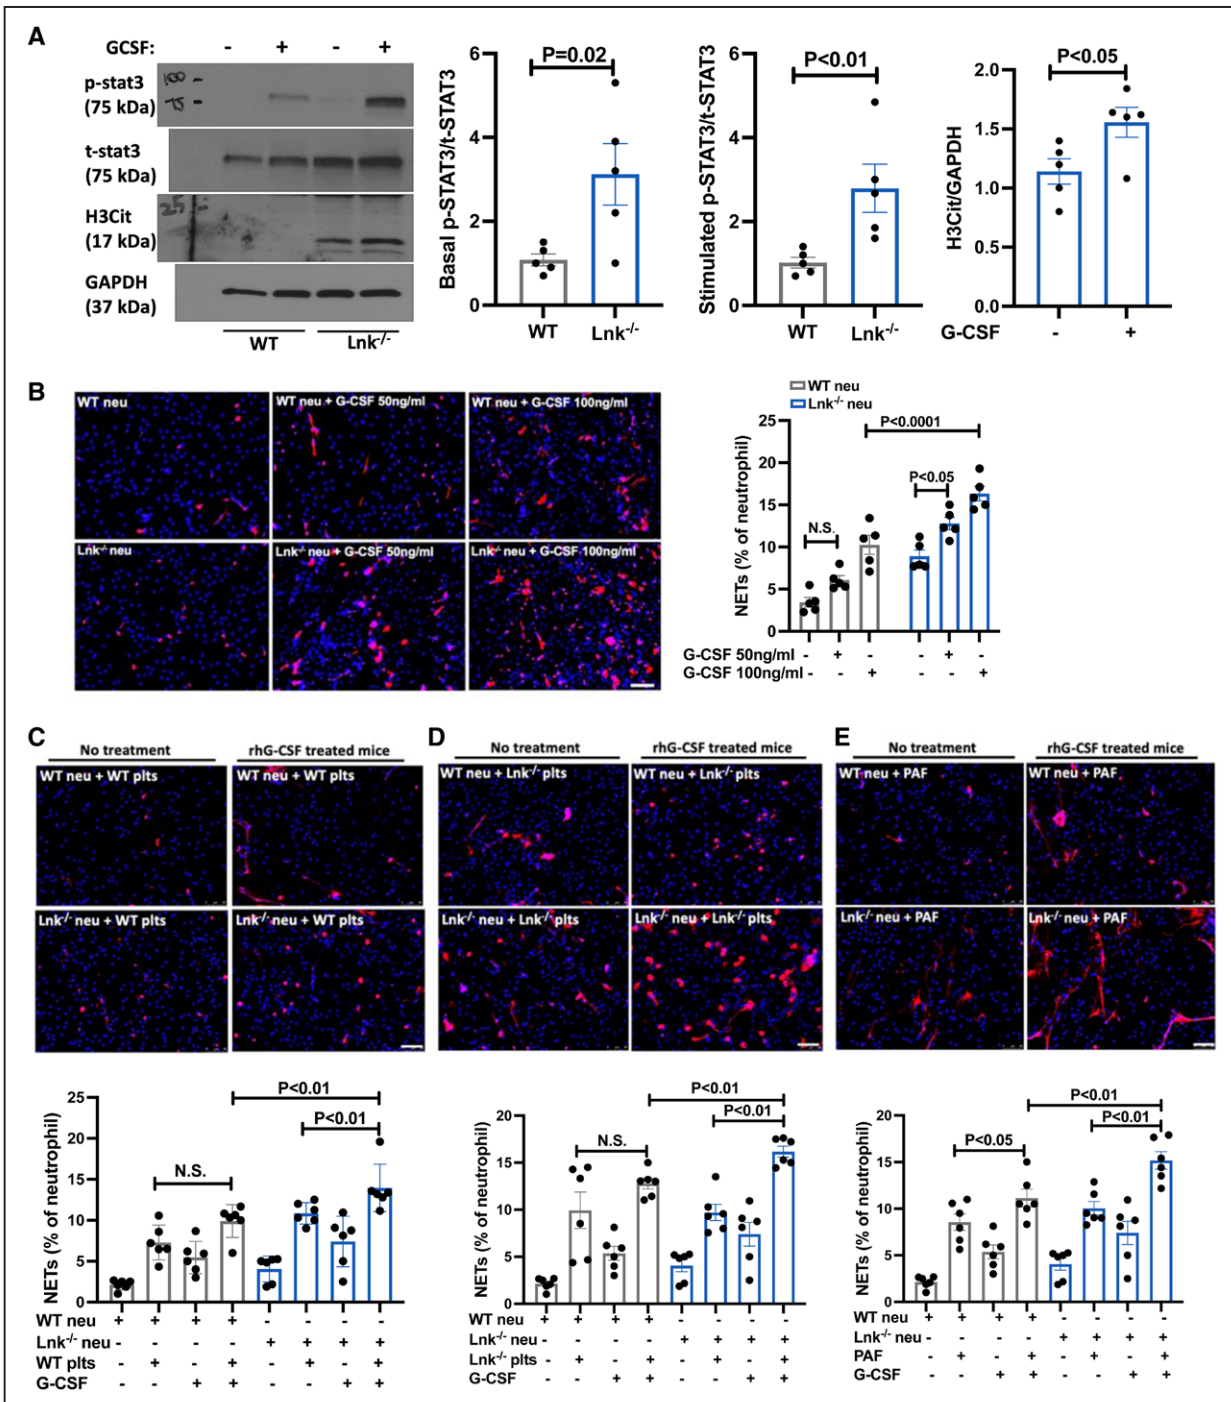 A
GCSF: - + - +
p-stat3
(75 kDa)
100 -
75 -
t-stat3
(75 kDa)
H3Cit
(17 kDa)
25 -
GAPDH
(37 kDa)
WT Lnk-/-
Basal p-STAT3/t-STAT3
6
4
2
0
P=0.02
WT Lnk-/-
Stimulated p-STAT3/t-STAT3
6
4
2
0
P<0.01
WT Lnk-/-
H3Cit/GAPDH
2.0
1.5
1.0
0.5
0.0
P<0.05
G-CSF - +
B
WT neu
WT neu + G-CSF 50ng/ml
WT neu + G-CSF 100ng/ml
Lnk-/- neu
Lnk-/- neu + G-CSF 50ng/ml
Lnk-/- neu + G-CSF 100ng/ml
WT neu
Lnk-/- neu
NETs (% of neutrophil)
25
20
15
10
5
0
P<0.0001
P<0.05
N.S.
G-CSF 50ng/ml - + - - + -
G-CSF 100ng/ml - - + - - +
C
No treatment
rhG-CSF treated mice
WT neu + WT plts
WT neu + WT plts
Lnk-/- neu + WT plts
Lnk-/- neu + WT plts
NETs (% of neutrophil)
25
20
15
10
5
0
P<0.01
P<0.01
N.S.
WT neu + + + + - - - -
Lnk-/- neu - - - - + + + +
WT plts - + - + - + - +
G-CSF - - + + - - + +
D
No treatment
rhG-CSF treated mice
WT neu + Lnk-/- plts
WT neu + Lnk-/- plts
Lnk-/- neu + Lnk-/- plts
Lnk-/- neu + Lnk-/- plts
NETs (% of neutrophil)
20
15
10
5
0
P<0.01
P<0.01
N.S.
WT neu + + + + - - - -
Lnk-/- neu - - - - + + + +
Lnk-/- plts - + - + - + - +
G-CSF - - + + - - + +
E
No treatment
rhG-CSF treated mice
WT neu + PAF
WT neu + PAF
Lnk-/- neu + PAF
Lnk-/- neu + PAF
NETs (% of neutrophil)
20
15
10
5
0
P<0.01
P<0.01
P<0.05
WT neu + + + + - - - -
Lnk-/- neu - - - - + + + +
PAF - + - + - + - +
G-CSF - - + + - - + +